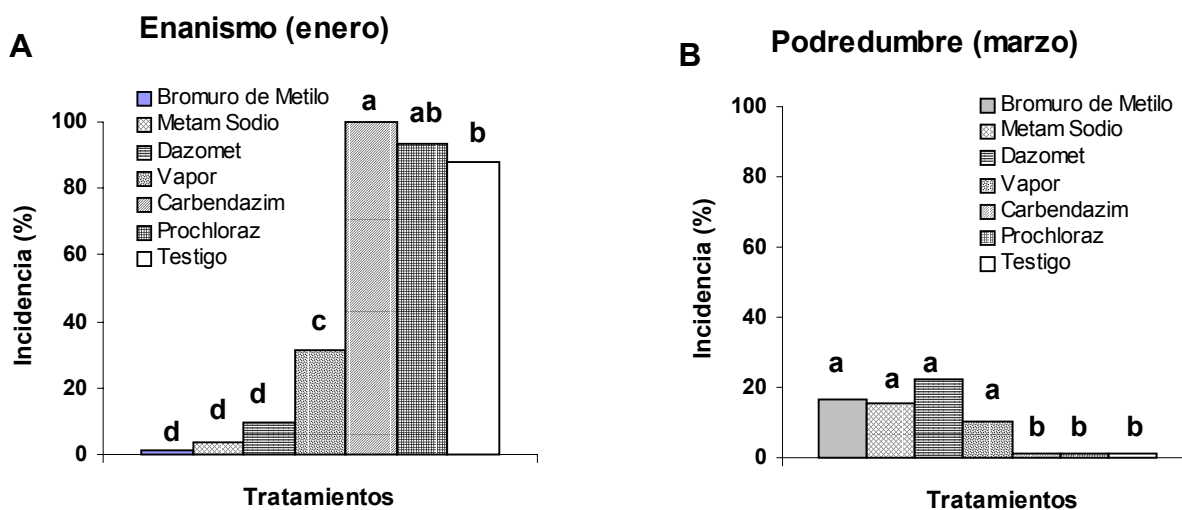 A
Enanismo (enero)
Incidencia (%)
100
80
60
40
20
0
Bromuro de Metilo
Metam Sodio
Dazomet
Vapor
Carbendazim
Prochloraz
Testigo
d
d
d
c
a
ab
b
Tratamientos
B
Podredumbre (marzo)
Incidencia (%)
100
80
60
40
20
0
Bromuro de Metilo
Metam Sodio
Dazomet
Vapor
Carbendazim
Prochloraz
Testigo
a
a
a
a
b
b
b
Tratamientos